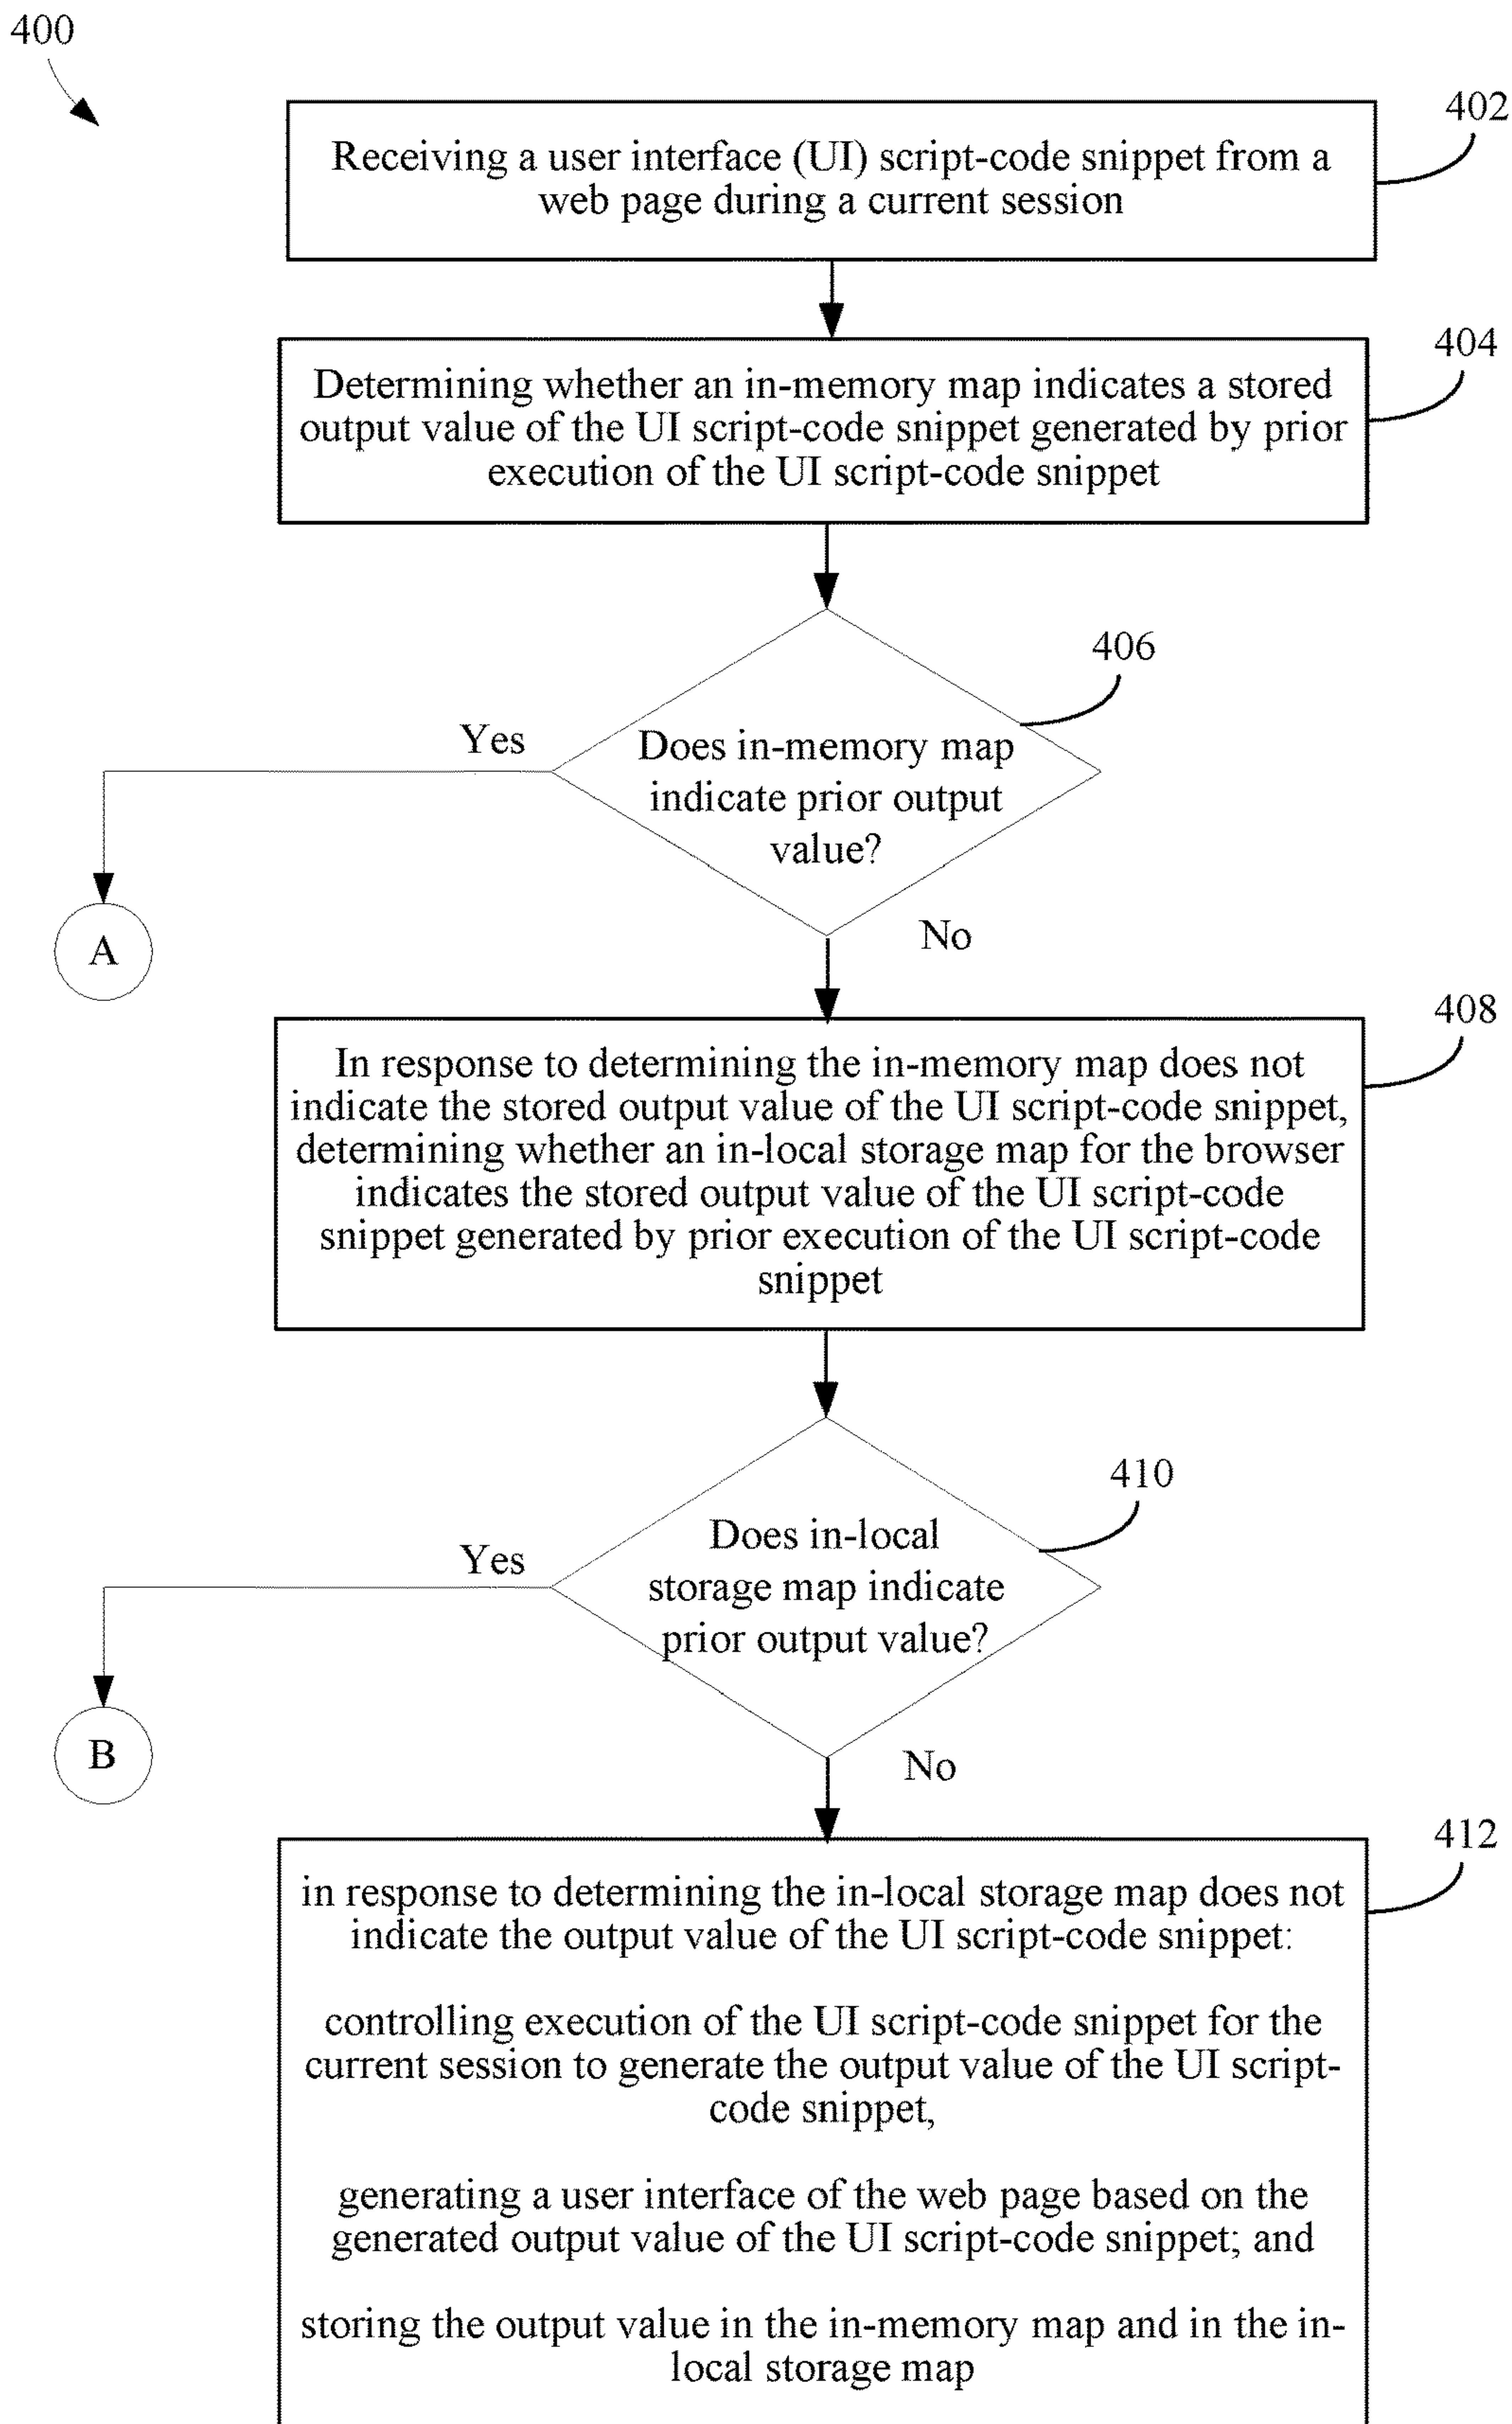 400
402
Receiving a user interface (UI) script-code snippet from a
web page during a current session
404
Determining whether an in-memory map indicates a stored
output value of the UI script-code snippet generated by prior
execution of the UI script-code snippet
406
Yes
Does in-memory map
indicate prior output
value?
A
No
408
In response to determining the in-memory map does not
indicate the stored output value of the UI script-code snippet,
determining whether an in-local storage map for the browser
indicates the stored output value of the UI script-code
snippet generated by prior execution of the UI script-code
snippet
410
Yes
Does in-local
storage map indicate
prior output value?
B
No
412
in response to determining the in-local storage map does not
indicate the output value of the UI script-code snippet:
controlling execution of the UI script-code snippet for the
current session to generate the output value of the UI script-
code snippet,
generating a user interface of the web page based on the
generated output value of the UI script-code snippet; and
storing the output value in the in-memory map and in the in-
local storage map